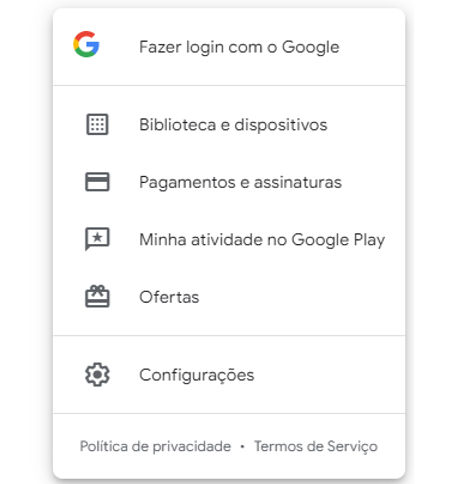 Fazer login com o Google
Biblioteca e dispositivos
Pagamentos e assinaturas
Minha atividade no Google Play
Ofertas
Configurações
Política de privacidade • Termos de Serviço